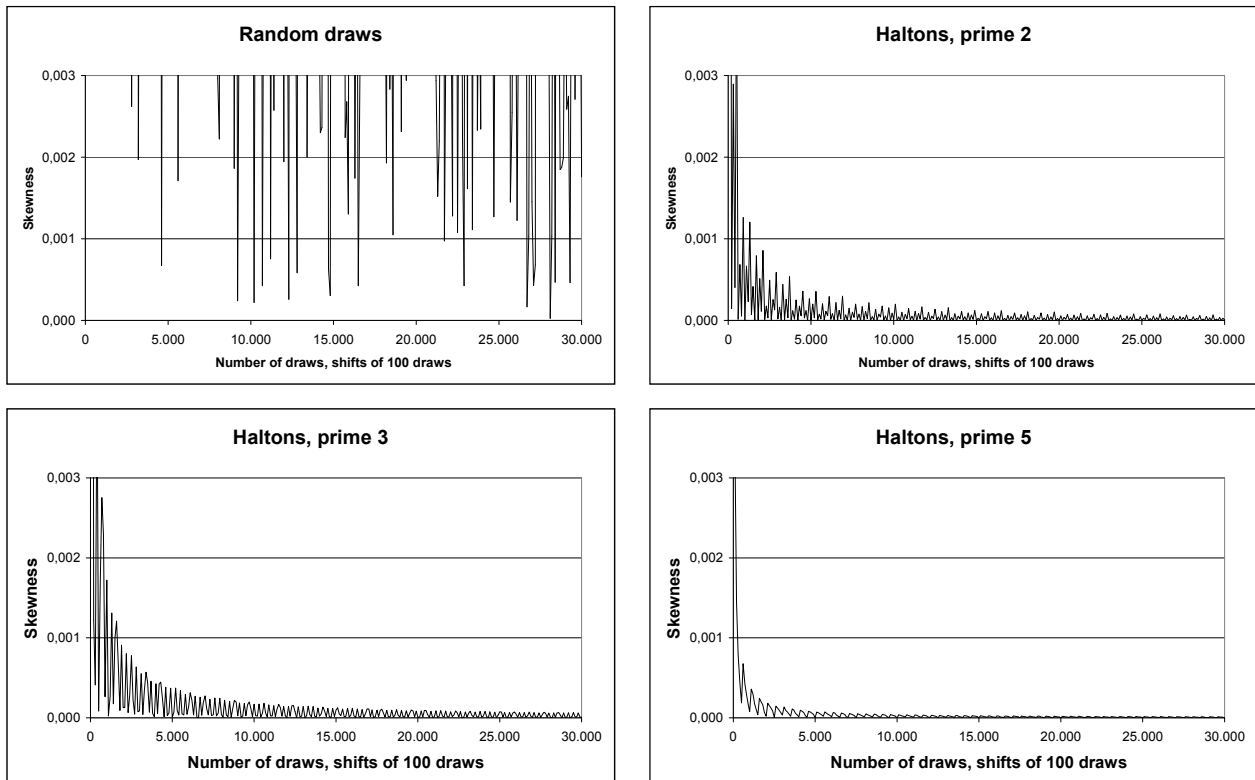 Random draws
0,003
0,002
0,001
0,000
Skewness
0 5.000 10.000 15.000 20.000 25.000 30.000
Number of draws, shifts of 100 draws
Haltons, prime 2
0,003
0,002
0,001
0,000
Skewness
0 5.000 10.000 15.000 20.000 25.000 30.000
Number of draws, shifts of 100 draws
Haltons, prime 3
0,003
0,002
0,001
0,000
Skewness
0 5.000 10.000 15.000 20.000 25.000 30.000
Number of draws, shifts of 100 draws
Haltons, prime 5
0,003
0,002
0,001
0,000
Skewness
0 5.000 10.000 15.000 20.000 25.000 30.000
Number of draws, shifts of 100 draws